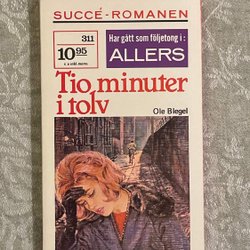 SUCCÉ-ROMANEN
311
10.95
Har gått som följetong i:
ALLERS
Tio minuter
i tolv
Ole Blegel